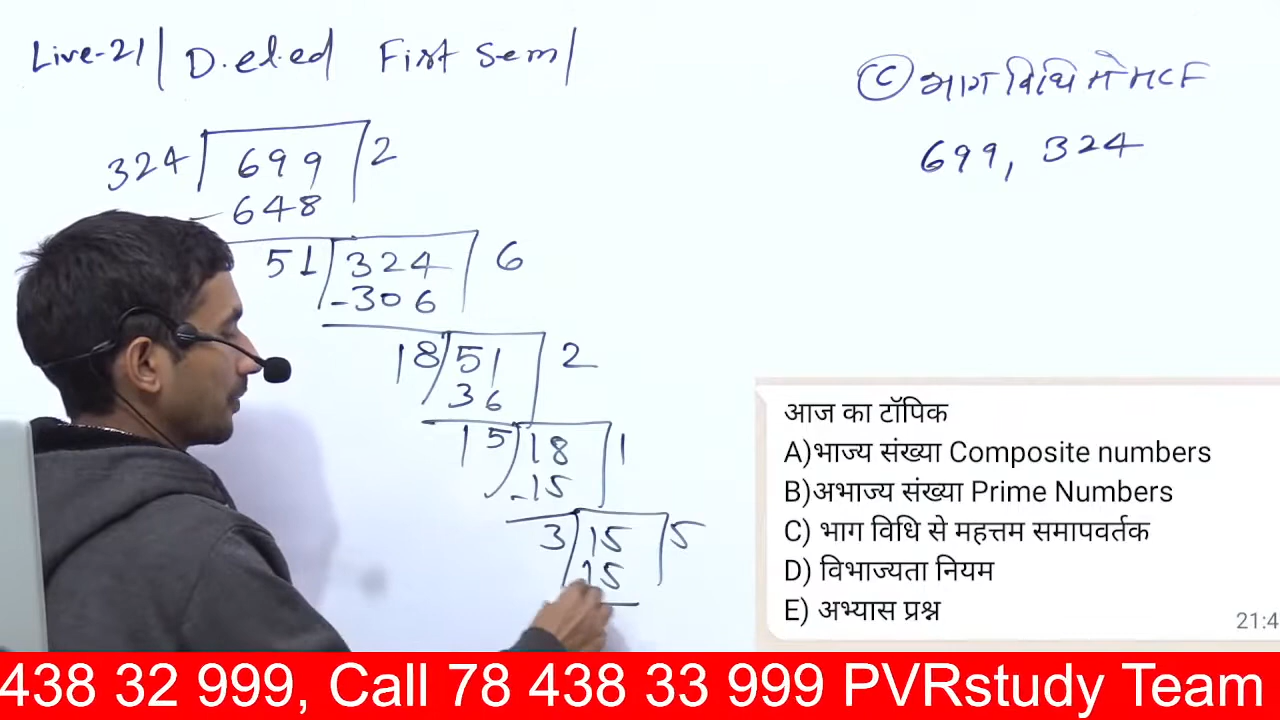 Live-21| D.el.ed First Sem|
(C) भाग विधि से HCF
699, 324
324 699 2
-648
51 324 6
-306
18 51 2
36
15 18 1
-15
3 15 5
15
आज का टॉपिक
A)भाज्य संख्या Composite numbers
B)अभाज्य संख्या Prime Numbers
C) भाग विधि से महत्तम समापवर्तक
D) विभाज्यता नियम
E) अभ्यास प्रश्न
21:4
438 32 999, Call 78 438 33 999 PVRstudy Team